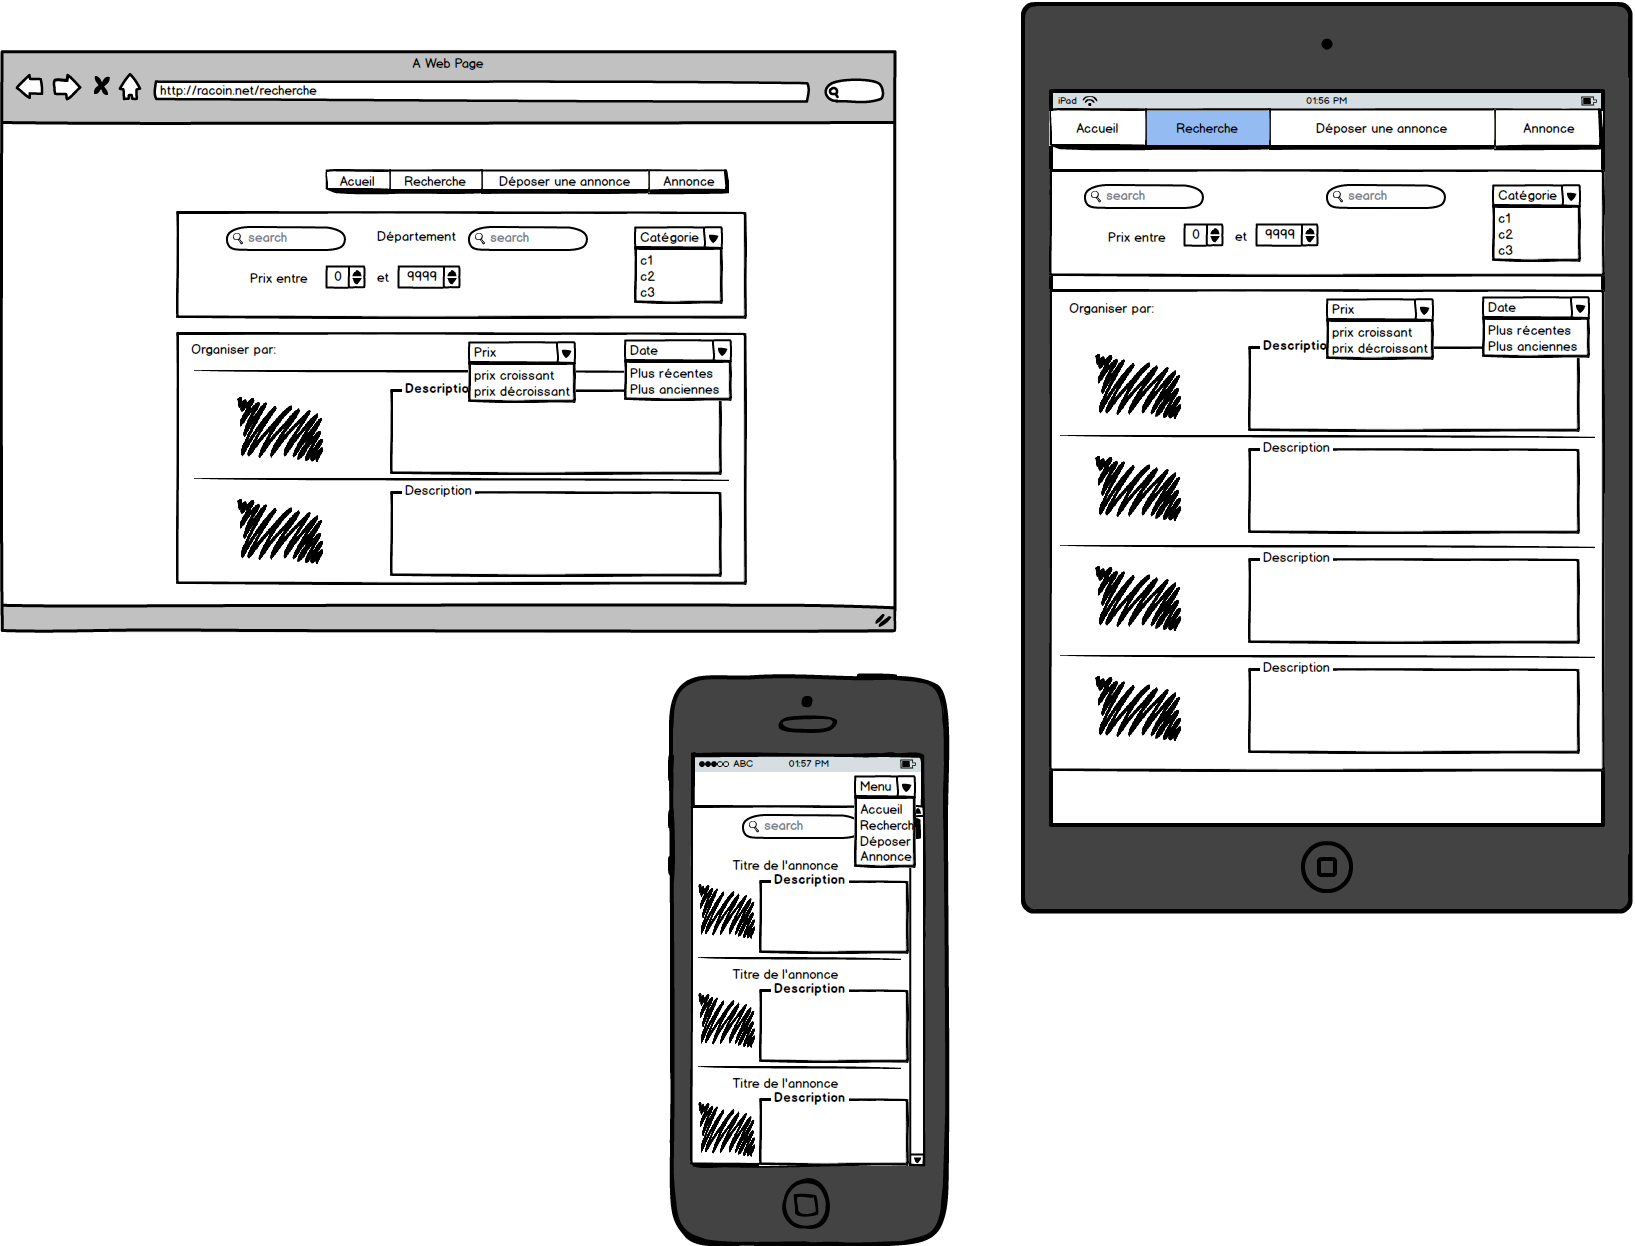 A Web Page
http://racoin.net/recherche
Acueil Recherche Déposer une annonce Annonce
search Département search Catégorie
c1
c2
c3
Prix entre 0 et 9999
Organiser par: Prix Date
prix croissant Plus récentes
prix décroissant Plus anciennes
Descriptio
Description
iPad 01:56 PM
Accueil Recherche Déposer une annonce Annonce
search search Catégorie
c1
c2
c3
Prix entre 0 et 9999
Organiser par: Prix Date
prix croissant Plus récentes
prix décroissant Plus anciennes
Descriptio
Description
Description
Description
ABC 01:57 PM
Menu
Accueil
Recherch
Déposer
Annonce
search
Titre de l'annonce
Description
Titre de l'annonce
Description
Titre de l'annonce
Description